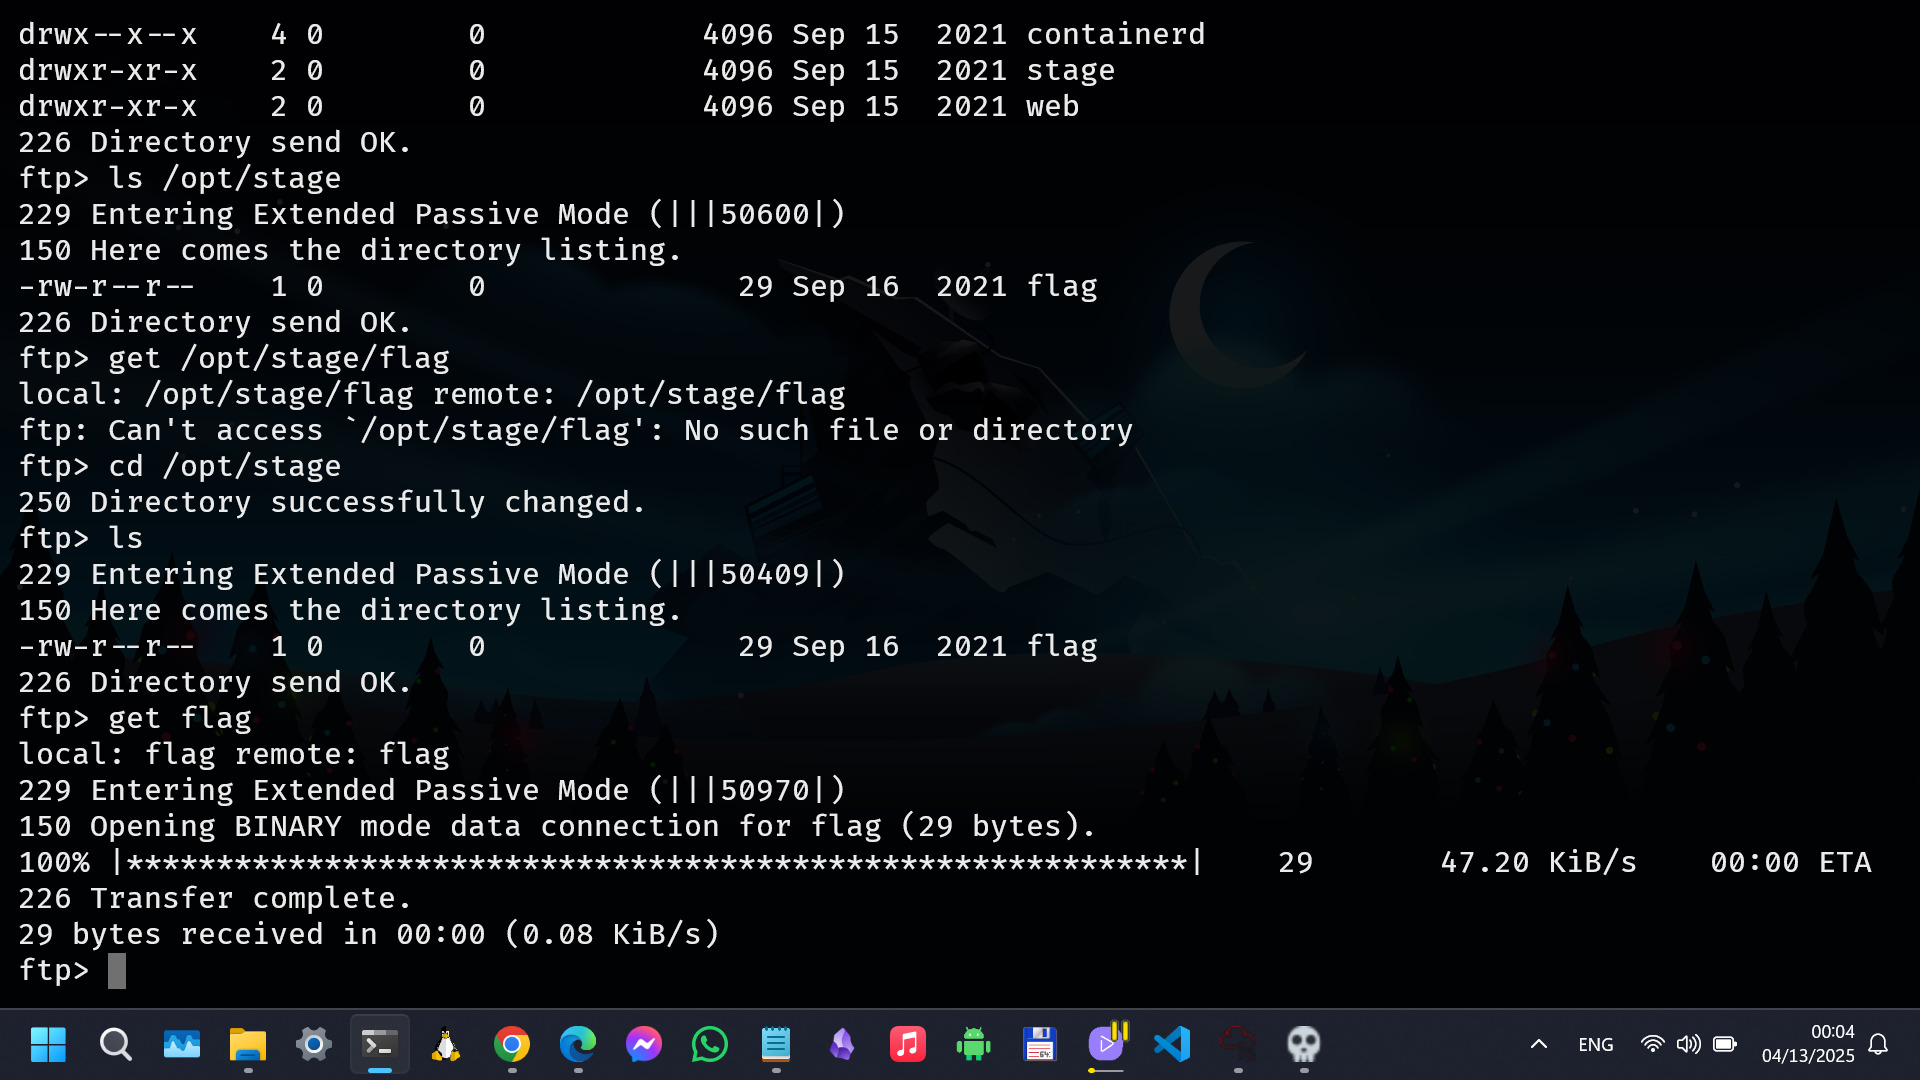 drwx--x--x    4 0        0            4096 Sep 15  2021 containerd
drwxr-xr-x    2 0        0            4096 Sep 15  2021 stage
drwxr-xr-x    2 0        0            4096 Sep 15  2021 web
226 Directory send OK.
ftp> ls /opt/stage
229 Entering Extended Passive Mode (|||50600|)
150 Here comes the directory listing.
-rw-r--r--    1 0        0              29 Sep 16  2021 flag
226 Directory send OK.
ftp> get /opt/stage/flag
local: /opt/stage/flag remote: /opt/stage/flag
ftp: Can't access `/opt/stage/flag': No such file or directory
ftp> cd /opt/stage
250 Directory successfully changed.
ftp> ls
229 Entering Extended Passive Mode (|||50409|)
150 Here comes the directory listing.
-rw-r--r--    1 0        0              29 Sep 16  2021 flag
226 Directory send OK.
ftp> get flag
local: flag remote: flag
229 Entering Extended Passive Mode (|||50970|)
150 Opening BINARY mode data connection for flag (29 bytes).
100% |***********************************************************|    29       47.20 KiB/s    00:00 ETA
226 Transfer complete.
29 bytes received in 00:00 (0.08 KiB/s)
ftp>
64
ENG
00:04
04/13/2025